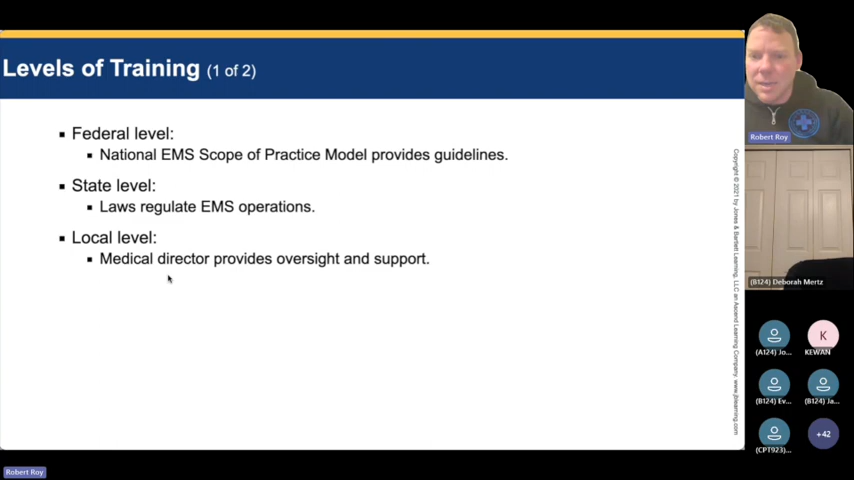 Levels of Training (1 of 2)
▪ Federal level:
▪ National EMS Scope of Practice Model provides guidelines.
▪ State level:
▪ Laws regulate EMS operations.
▪ Local level:
▪ Medical director provides oversight and support.
Copyright © 2021 by Jones & Bartlett Learning, LLC an Ascend Learning Company. www.jblearning.com
Robert Roy
(B124) Deborah Mertz
K
(A124) Jo...
KEWAN
(B124) Ev...
(B124) Ja...
(CPT923)...
+42
Robert Roy